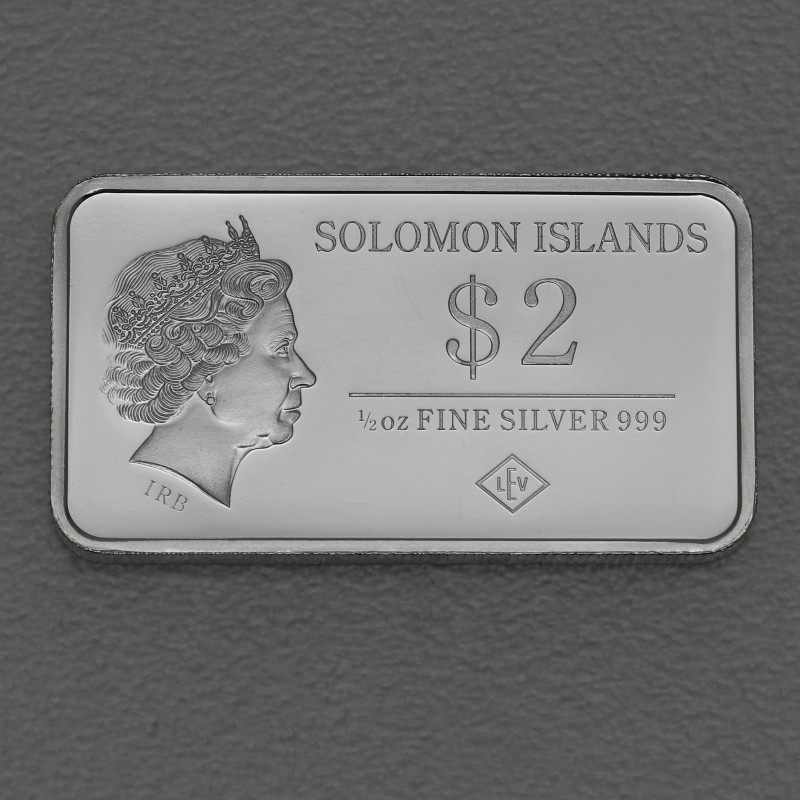 SOLOMON ISLANDS
$2
½ oz FINE SILVER 999
LEV
IRB